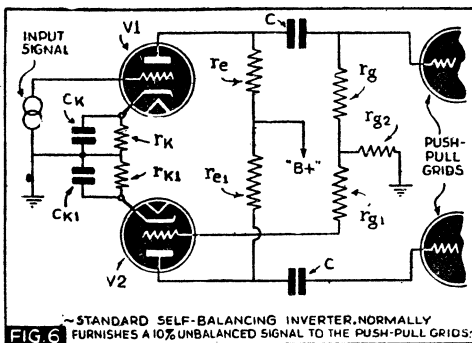 INPUT
SIGNAL
V1
C
CK
rK
re
rg
rg2
CK1
rK1
re1
"B+"
rg1
PUSH-
PULL
GRIDS
V2
C
~STANDARD SELF-BALANCING INVERTER, NORMALLY
FIG.6 FURNISHES A 10% UNBALANCED SIGNAL TO THE PUSH-PULL GRIDS~